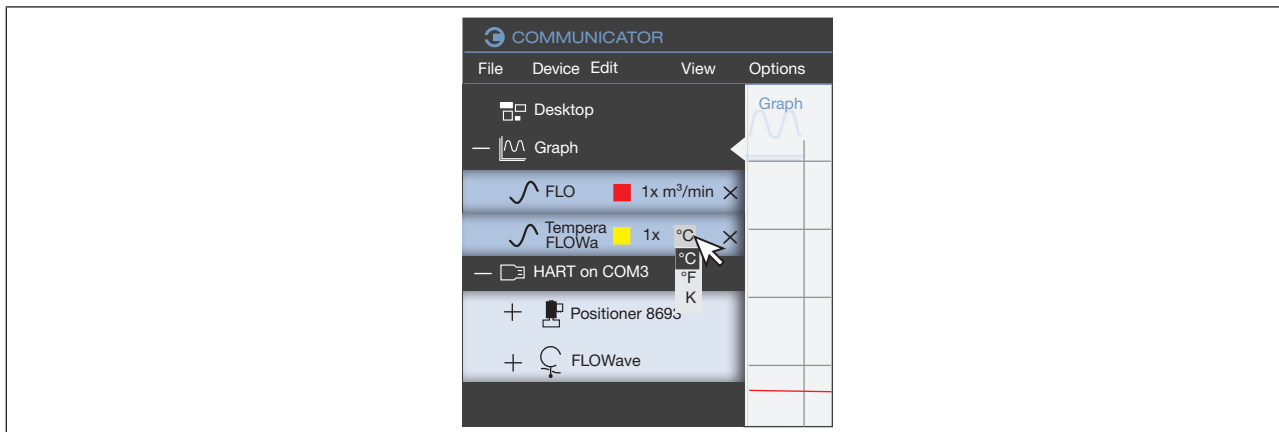 COMMUNICATOR
File Device Edit View Options
Desktop
Graph
Graph
FLO 1x m³/min
Tempera
FLOWa 1x °C
°C
°F
K
HART on COM3
Positioner 8693
FLOWave